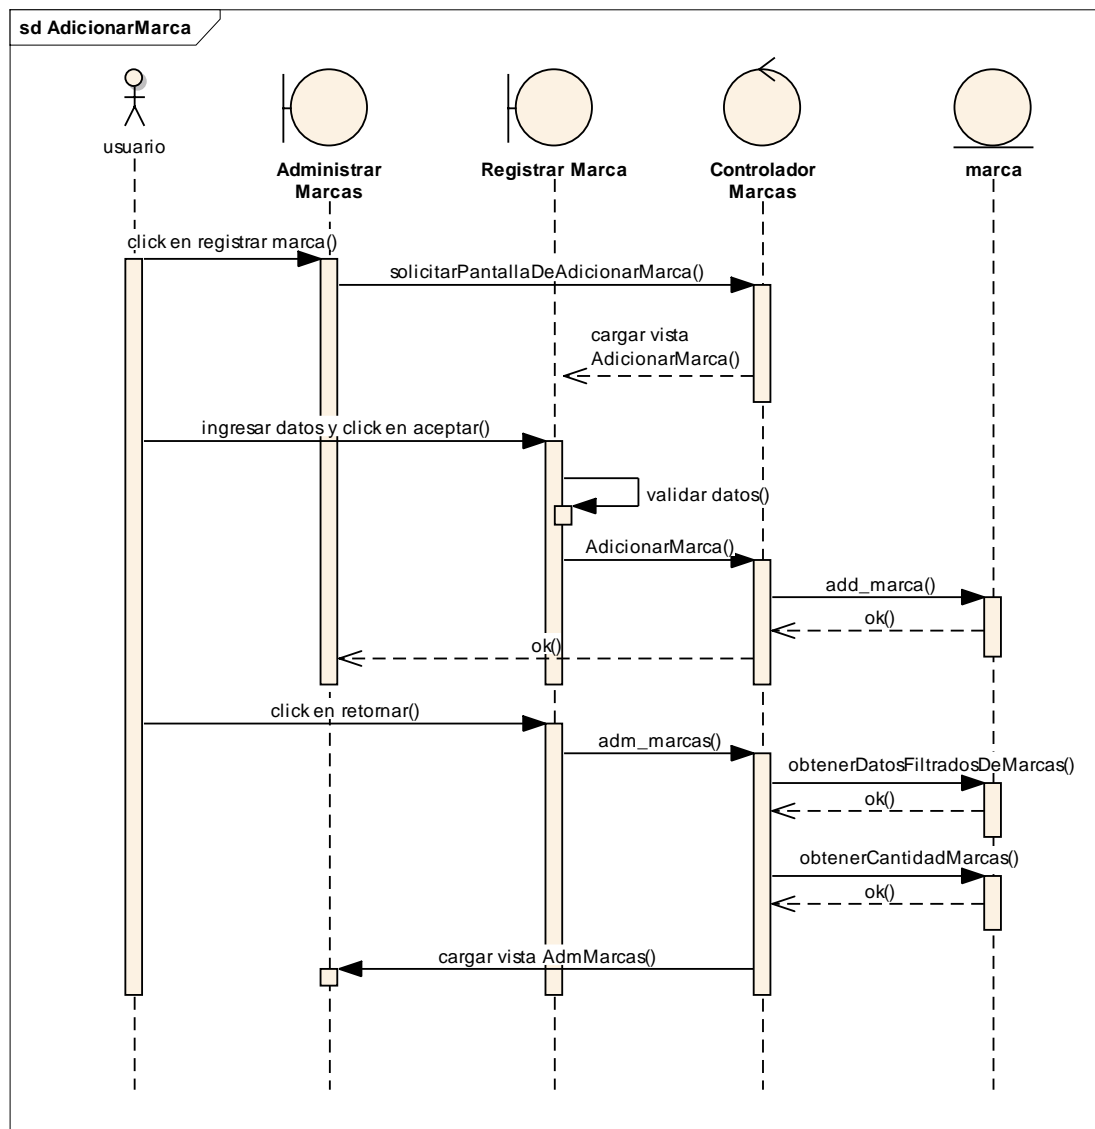 sd AdicionarMarca
usuario
Administrar
Marcas
Registrar Marca
Controlador
Marcas
marca
click en registrar marca()
solicitarPantallaDeAdicionarMarca()
cargar vista
AdicionarMarca()
ingresar datos y click en aceptar()
validar datos()
AdicionarMarca()
add_marca()
ok()
ok()
click en retornar()
adm_marcas()
obtenerDatosFiltradosDeMarcas()
ok()
obtenerCantidadMarcas()
ok()
cargar vista AdmMarcas()